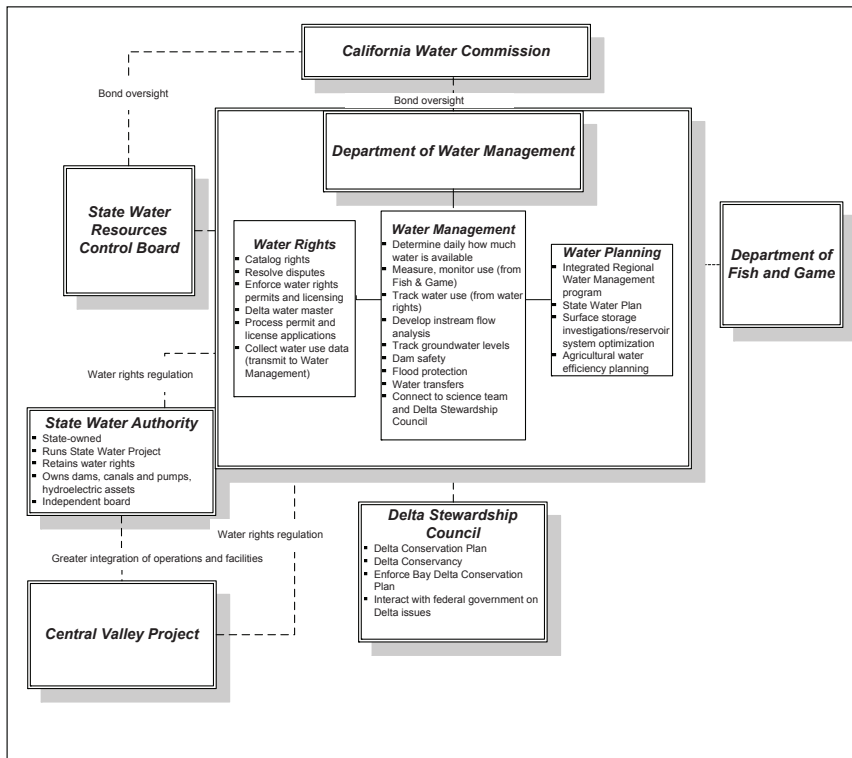 California Water Commission
Bond oversight
Bond oversight
Department of Water Management
State Water
Resources
Control Board
Water Rights
▪ Catalog rights
▪ Resolve disputes
▪ Enforce water rights
permits and licensing
▪ Delta water master
▪ Process permit and
license applications
▪ Collect water use data
(transmit to Water
Management)
Water Management
▪ Determine daily how much
water is available
▪ Measure, monitor use (from
Fish & Game)
▪ Track water use (from water
rights)
▪ Develop instream flow
analysis
▪ Track groundwater levels
▪ Dam safety
▪ Flood protection
▪ Water transfers
▪ Connect to science team
and Delta Stewardship
Council
Water Planning
▪ Integrated Regional
Water Management
program
▪ State Water Plan
▪ Surface storage
investigations/reservoir
system optimization
▪ Agricultural water
efficiency planning
Department of
Fish and Game
Water rights regulation
State Water Authority
▪ State-owned
▪ Runs State Water Project
▪ Retains water rights
▪ Owns dams, canals and pumps,
hydroelectric assets
▪ Independent board
Water rights regulation
Greater integration of operations and facilities
Delta Stewardship
Council
▪ Delta Conservation Plan
▪ Delta Conservancy
▪ Enforce Bay Delta Conservation
Plan
▪ Interact with federal government on
Delta issues
Central Valley Project